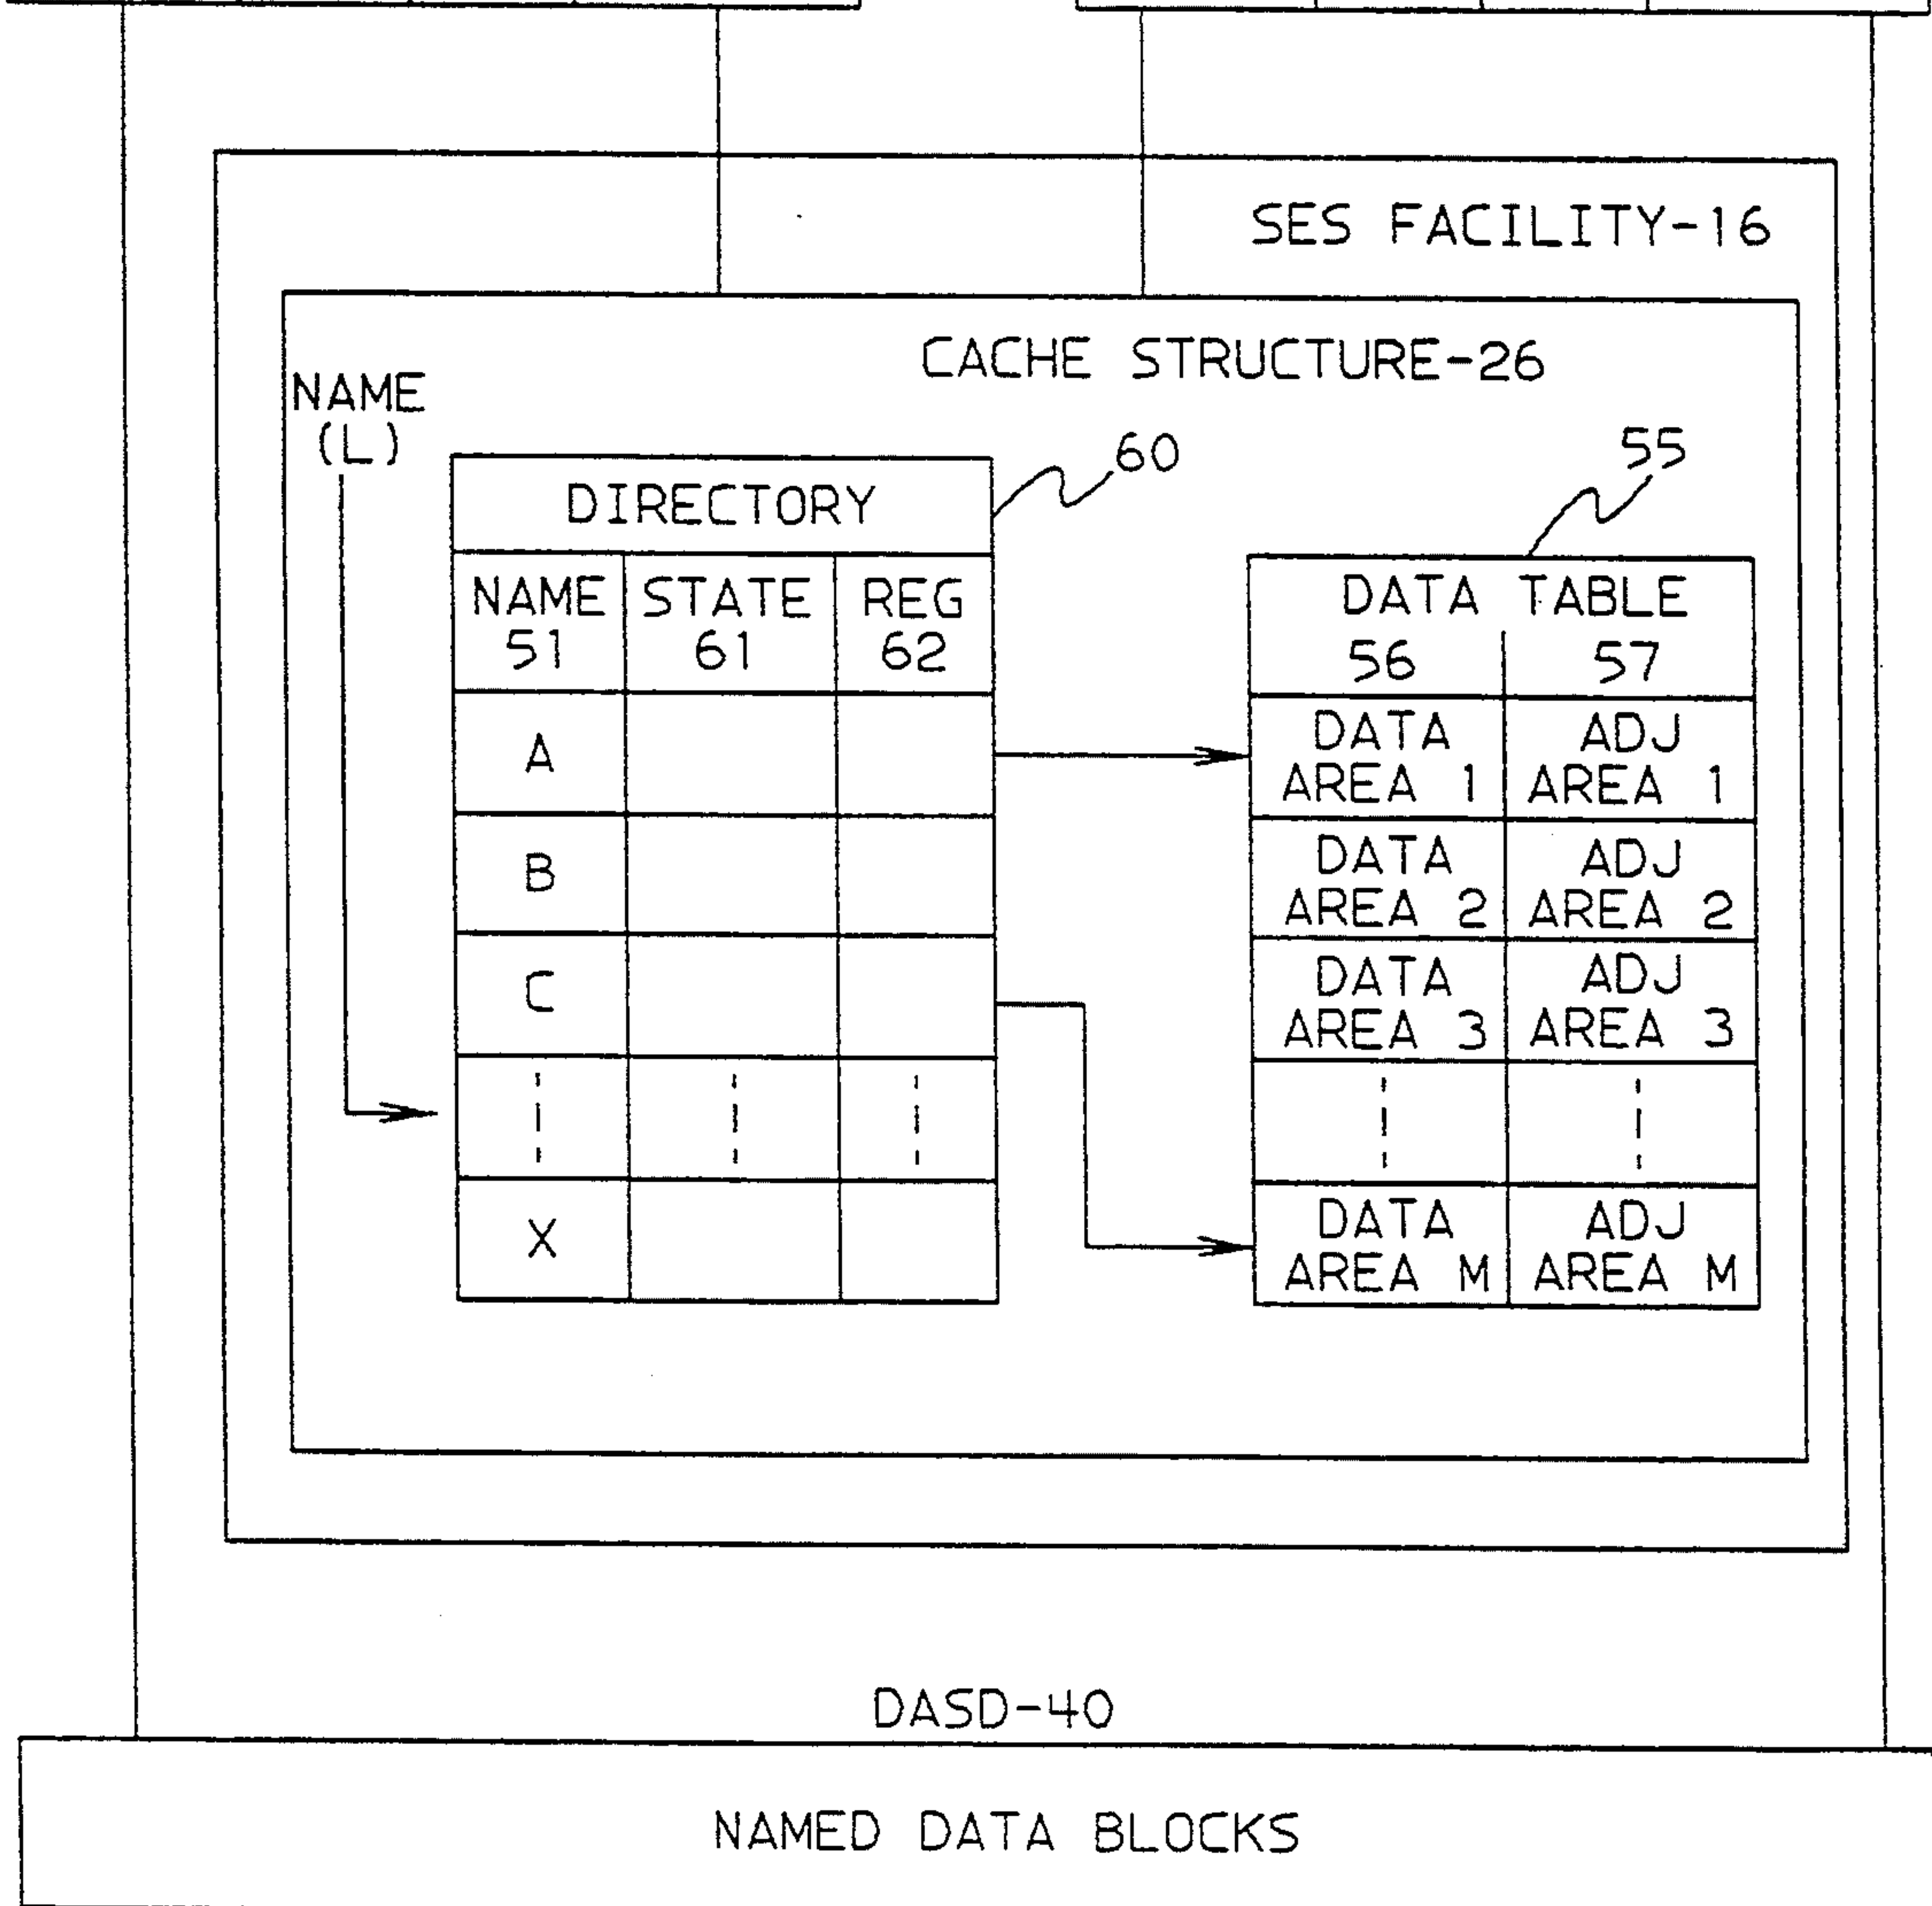 SES FACILITY-16
CACHE STRUCTURE-26
NAME
(L)
60
55
DIRECTORY
NAME STATE REG
51 61 62
A
B
C
X
DATA TABLE
56 57
DATA ADJ
AREA 1 AREA 1
DATA ADJ
AREA 2 AREA 2
DATA ADJ
AREA 3 AREA 3
DATA ADJ
AREA M AREA M
DASD-40
NAMED DATA BLOCKS